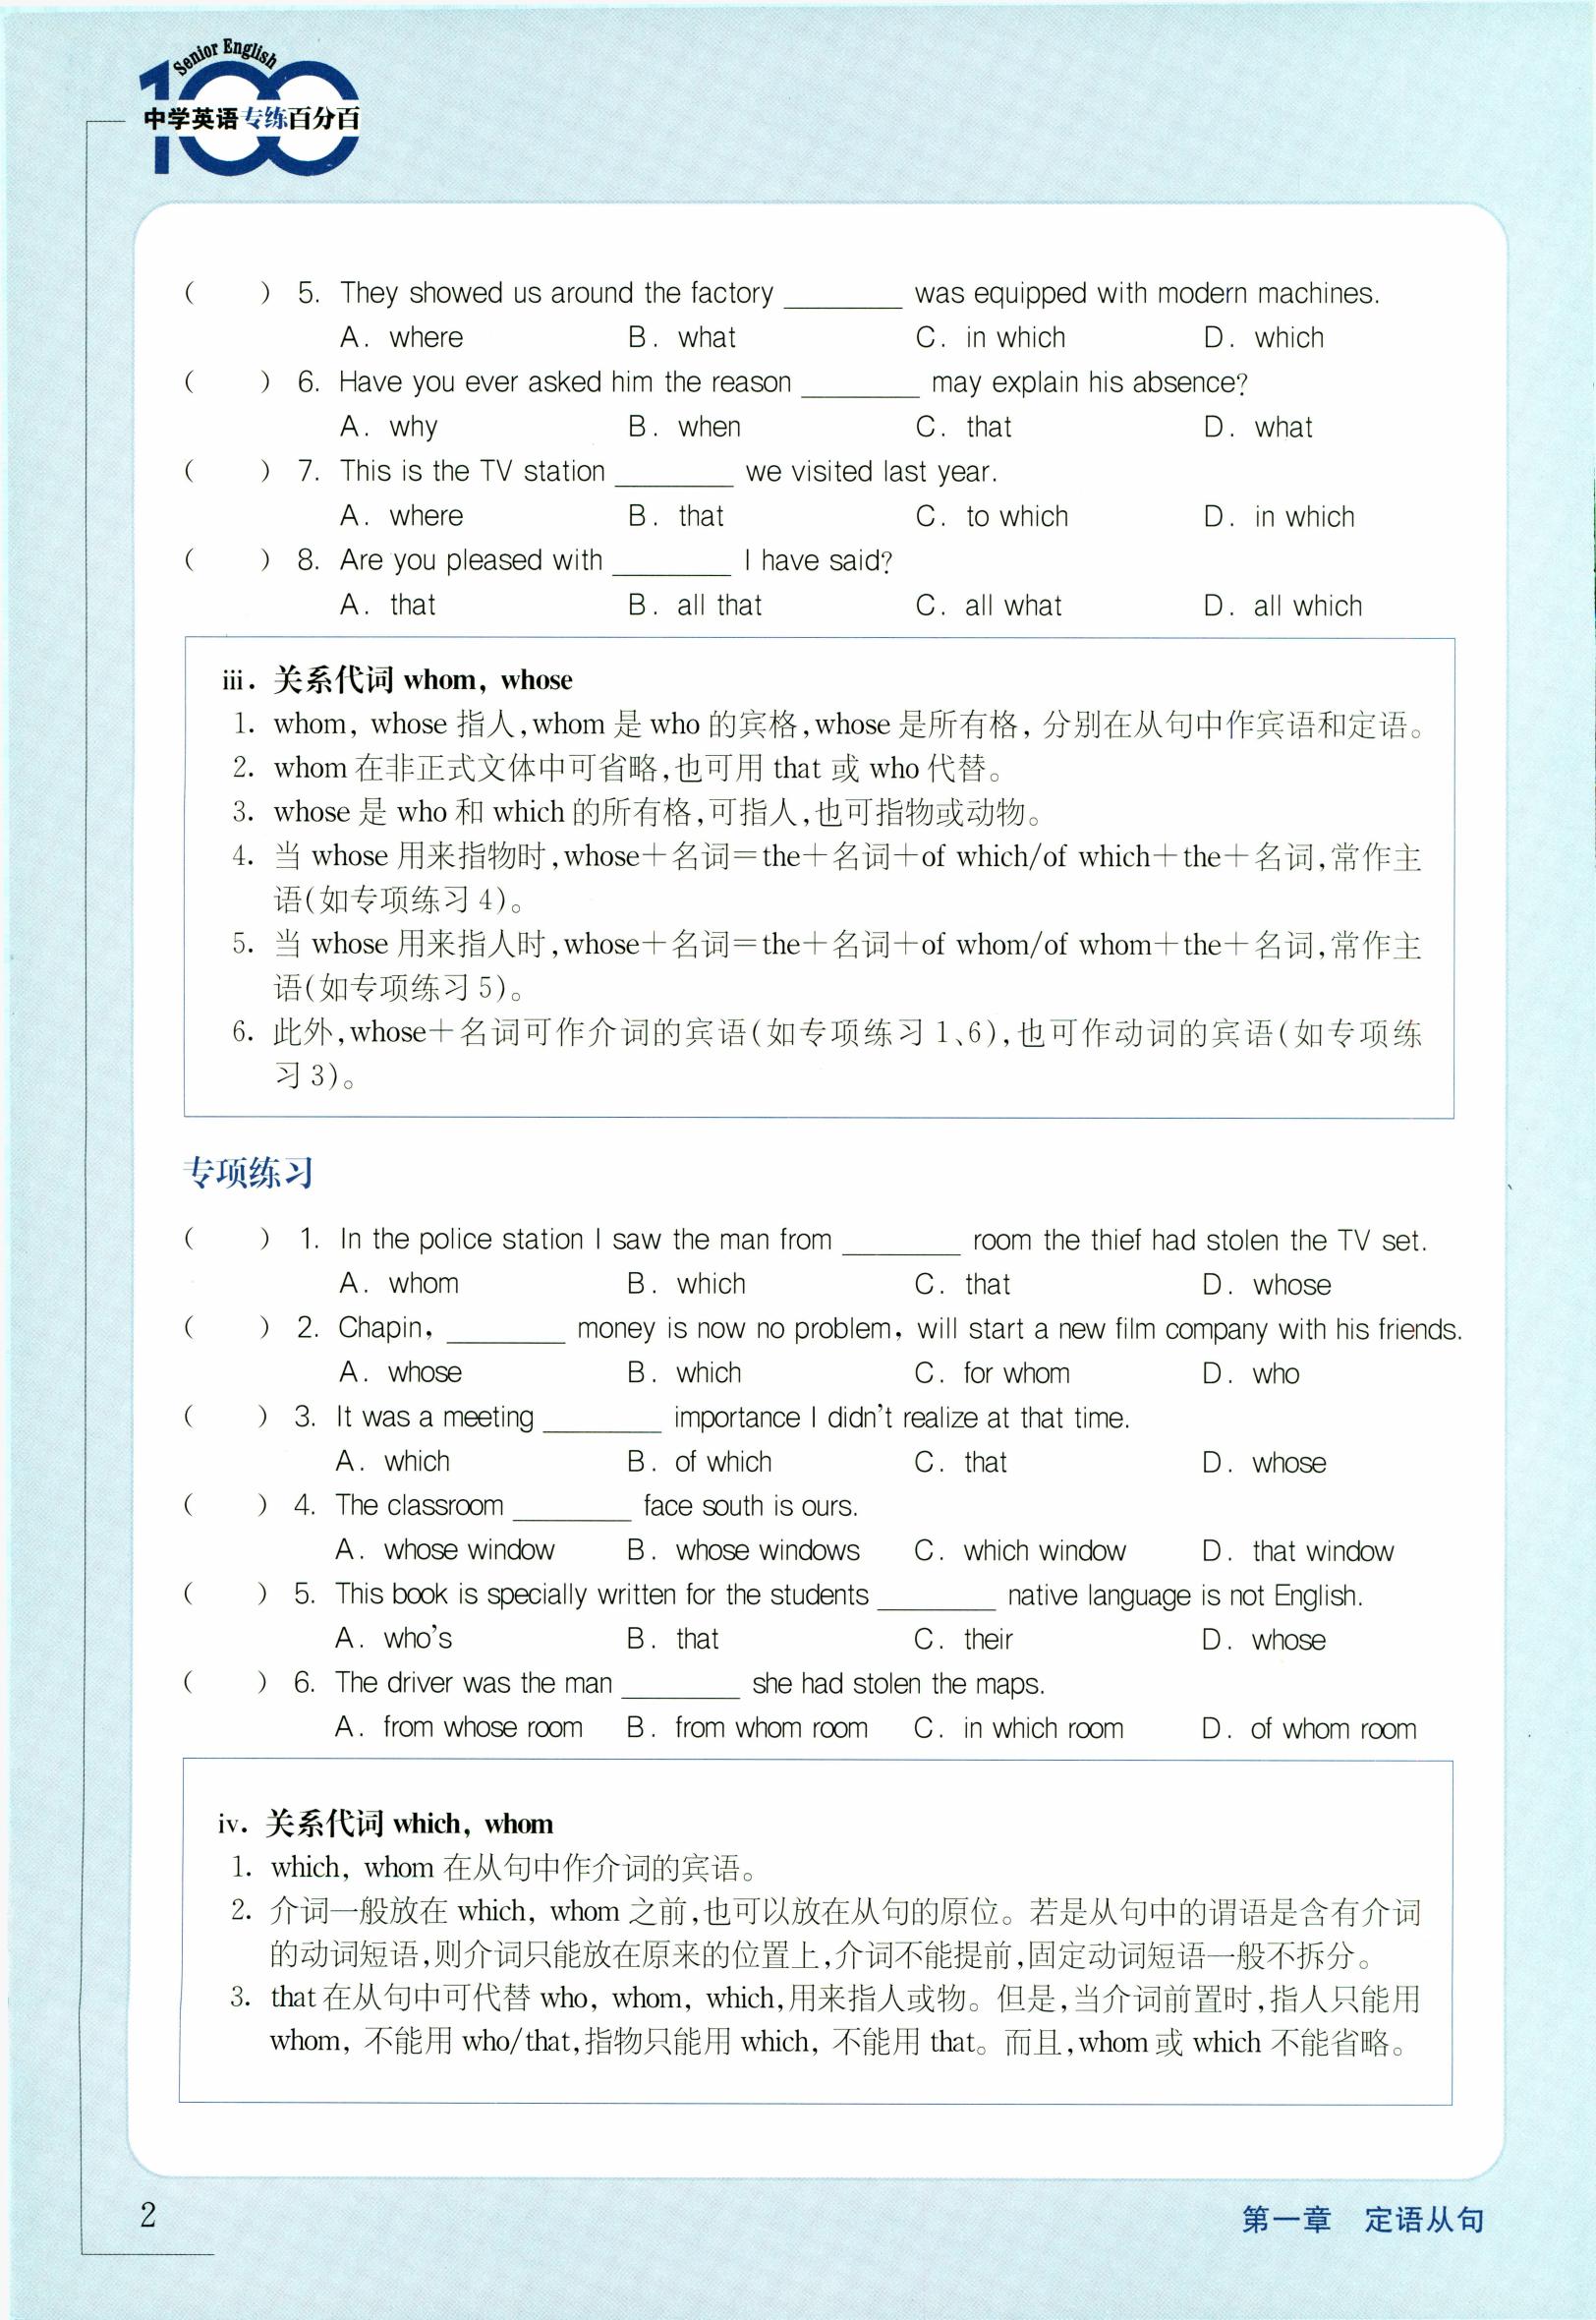 Senior English
100
中学英语专练百分百
(    ) 5. They showed us around the factory ________ was equipped with modern machines.
A. where B. what C. in which D. which
(    ) 6. Have you ever asked him the reason ________ may explain his absence?
A. why B. when C. that D. what
(    ) 7. This is the TV station ________ we visited last year.
A. where B. that C. to which D. in which
(    ) 8. Are you pleased with ________ I have said?
A. that B. all that C. all what D. all which
iii. 关系代词 whom, whose
1. whom, whose 指人,whom 是 who 的宾格,whose 是所有格, 分别在从句中作宾语和定语。
2. whom 在非正式文体中可省略,也可用 that 或 who 代替。
3. whose 是 who 和 which 的所有格,可指人,也可指物或动物。
4. 当 whose 用来指物时,whose+名词=the+名词+of which/of which+the+名词,常作主
语(如专项练习 4)。
5. 当 whose 用来指人时,whose+名词=the+名词+of whom/of whom+the+名词,常作主
语(如专项练习 5)。
6. 此外,whose+名词可作介词的宾语(如专项练习 1、6),也可作动词的宾语(如专项练
习 3)。
专项练习
(    ) 1. In the police station I saw the man from ________ room the thief had stolen the TV set.
A. whom B. which C. that D. whose
(    ) 2. Chapin, ________ money is now no problem, will start a new film company with his friends.
A. whose B. which C. for whom D. who
(    ) 3. It was a meeting ________ importance I didn't realize at that time.
A. which B. of which C. that D. whose
(    ) 4. The classroom ________ face south is ours.
A. whose window B. whose windows C. which window D. that window
(    ) 5. This book is specially written for the students ________ native language is not English.
A. who's B. that C. their D. whose
(    ) 6. The driver was the man ________ she had stolen the maps.
A. from whose room B. from whom room C. in which room D. of whom room
iv. 关系代词 which, whom
1. which, whom 在从句中作介词的宾语。
2. 介词一般放在 which, whom 之前,也可以放在从句的原位。若是从句中的谓语是含有介词
的动词短语,则介词只能放在原来的位置上,介词不能提前,固定动词短语一般不拆分。
3. that 在从句中可代替 who, whom, which,用来指人或物。但是,当介词前置时,指人只能用
whom, 不能用 who/that,指物只能用 which, 不能用 that。而且,whom 或 which 不能省略。
2
第一章 定语从句